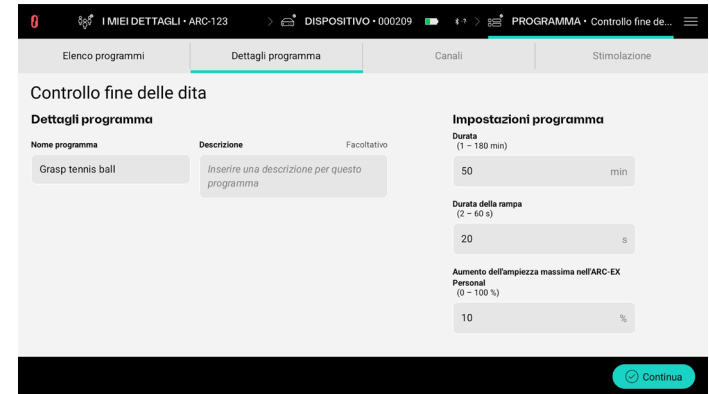 I MIEI DETTAGLI • ARC-123 > DISPOSITIVO • 000209 > PROGRAMMA • Controllo fine de...
Elenco programmi Dettagli programma Canali Stimolazione
Controllo fine delle dita
Dettagli programma
Nome programma Descrizione Facoltativo
Grasp tennis ball Inserire una descrizione per questo
programma
Impostazioni programma
Durata
(1 – 180 min)
50 min
Durata della rampa
(2 – 60 s)
20 s
Aumento dell'ampiezza massima nell'ARC-EX
Personal
(0 – 100 %)
10 %
Continua